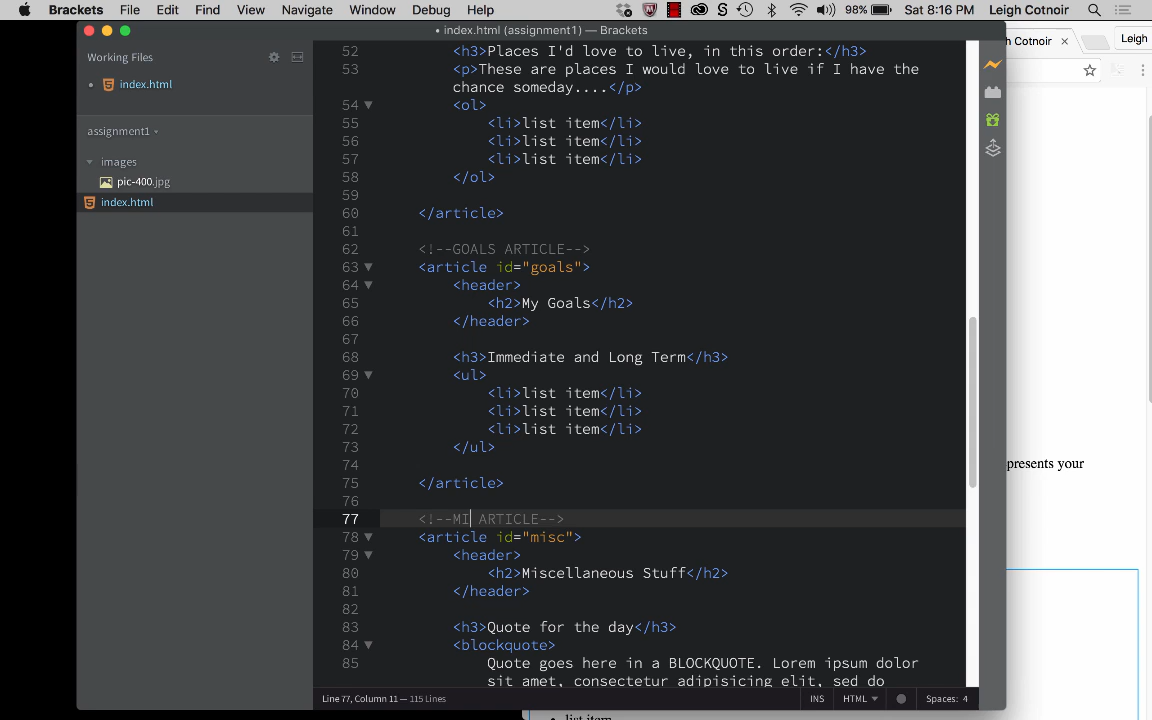 Brackets File Edit Find View Navigate Window Debug Help 98% Sat 8:16 PM Leigh Cotnoir
• index.html (assignment1) — Brackets
h Cotnoir × Leigh
Working Files
• index.html
assignment1
images
pic-400.jpg
index.html
52 <h3>Places I'd love to live, in this order:</h3>
53 <p>These are places I would love to live if I have the
chance someday....</p>
54 <ol>
55 <li>list item</li>
56 <li>list item</li>
57 <li>list item</li>
58 </ol>
59
60 </article>
61
62 <!--GOALS ARTICLE-->
63 <article id="goals">
64 <header>
65 <h2>My Goals</h2>
66 </header>
67
68 <h3>Immediate and Long Term</h3>
69 <ul>
70 <li>list item</li>
71 <li>list item</li>
72 <li>list item</li>
73 </ul>
74
75 </article>
76
77 <!--MI ARTICLE-->
78 <article id="misc">
79 <header>
80 <h2>Miscellaneous Stuff</h2>
81 </header>
82
83 <h3>Quote for the day</h3>
84 <blockquote>
85 Quote goes here in a BLOCKQUOTE. Lorem ipsum dolor
sit amet, consectetur adipisicing elit, sed do
presents your
Line 77, Column 11 — 115 Lines INS HTML Spaces: 4
list item